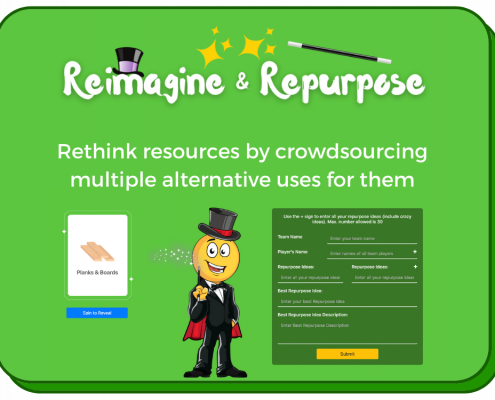 Reimagine & Repurpose
Rethink resources by crowdsourcing
multiple alternative uses for them
Planks & Boards
Spin to Reveal
Use the + sign to enter all your repurpose ideas (include crazy
ideas). Max. number allowed is 30
Team Name
Enter your team name
Player's Name
Enter names of all team players +
Repurpose Ideas: Repurpose Ideas: +
Enter all your repurpose idea Enter all your repurpose idea
Best Repurpose Idea:
Enter your best Repurpose Idea
Best Repurpose Idea Description:
Enter Best Repurpose Description
Submit